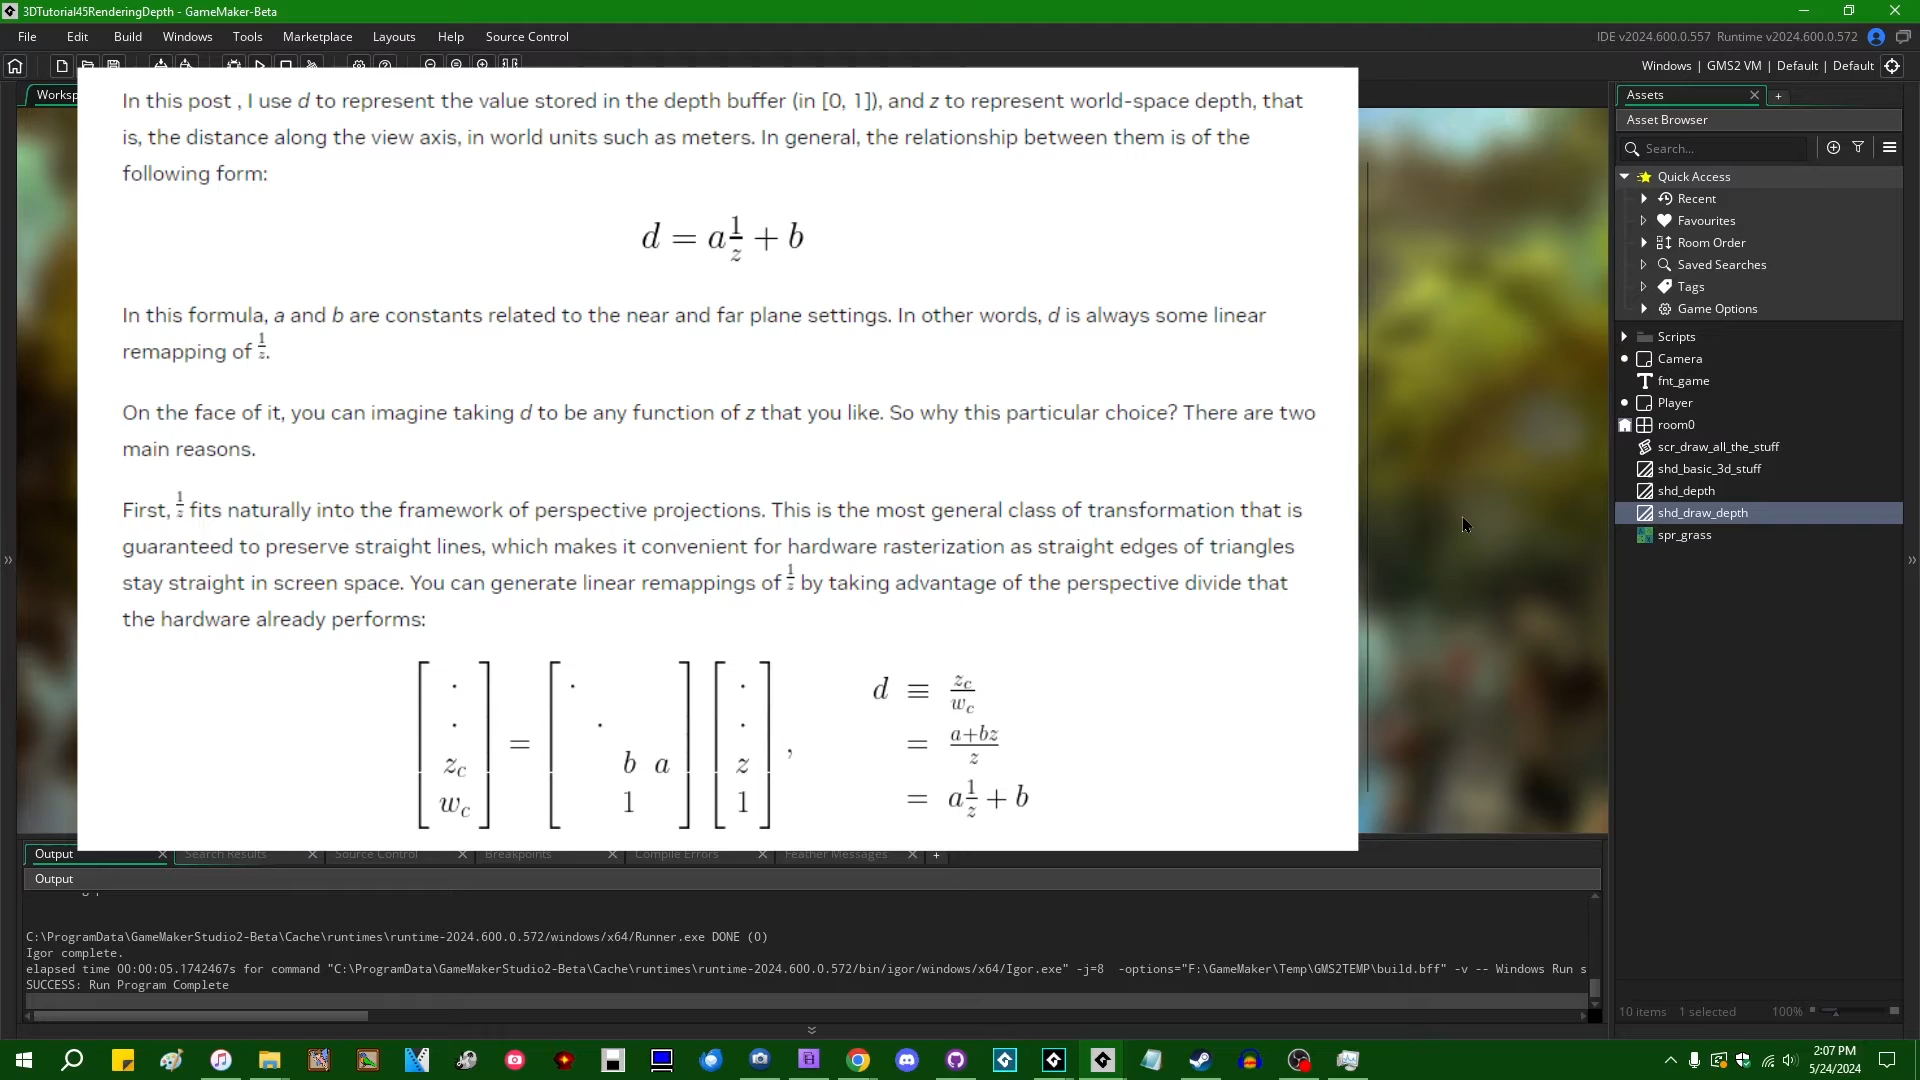 3DTutorial45RenderingDepth - GameMaker-Beta
File Edit Build Windows Tools Marketplace Layouts Help Source Control
IDE v2024.600.0.557 Runtime v2024.600.0.572
Windows | GMS2 VM | Default | Default
Worksp
In this post , I use d to represent the value stored in the depth buffer (in [0, 1]), and z to represent world-space depth, that
is, the distance along the view axis, in world units such as meters. In general, the relationship between them is of the
following form:
d = a 1/z + b
In this formula, a and b are constants related to the near and far plane settings. In other words, d is always some linear
remapping of 1/z.
On the face of it, you can imagine taking d to be any function of z that you like. So why this particular choice? There are two
main reasons.
First, 1/z fits naturally into the framework of perspective projections. This is the most general class of transformation that is
guaranteed to preserve straight lines, which makes it convenient for hardware rasterization as straight edges of triangles
stay straight in screen space. You can generate linear remappings of 1/z by taking advantage of the perspective divide that
the hardware already performs:
[ . . z_c w_c ] = [ . . b a 1 ] [ . . z 1 ] , d ≡ z_c/w_c
= (a+bz)/z
= a 1/z + b
Assets
Asset Browser
Search...
Quick Access
Recent
Favourites
Room Order
Saved Searches
Tags
Game Options
Scripts
Camera
fnt_game
Player
room0
scr_draw_all_the_stuff
shd_basic_3d_stuff
shd_depth
shd_draw_depth
spr_grass
10 items 1 selected 100%
Output Search Results Source Control Breakpoints Compile Errors Feather Messages
Output
C:\ProgramData\GameMakerStudio2-Beta\Cache\runtimes\runtime-2024.600.0.572/windows/x64/Runner.exe DONE (0)
Igor complete.
elapsed time 00:00:05.1742467s for command "C:\ProgramData\GameMakerStudio2-Beta\Cache\runtimes\runtime-2024.600.0.572/bin/igor/windows/x64/Igor.exe" -j=8 -options="F:\GameMaker\Temp\GMS2TEMP\build.bff" -v -- Windows Run s
SUCCESS: Run Program Complete
2:07 PM
5/24/2024